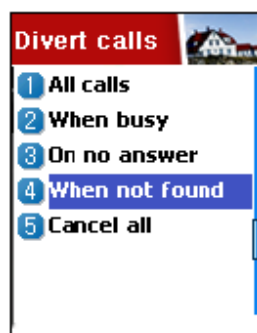 Divert calls
1 All calls
2 When busy
3 On no answer
4 When not found
5 Cancel all